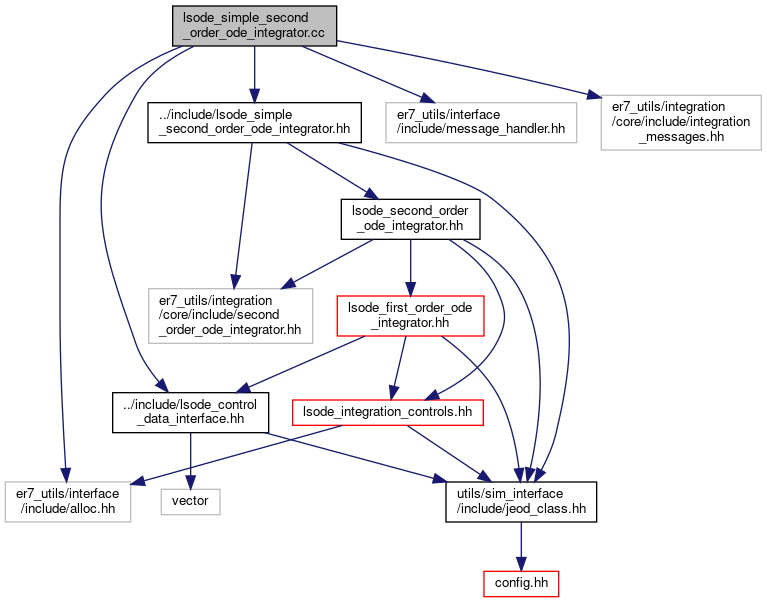 lsode_simple_second
_order_ode_integrator.cc
../include/lsode_simple
_second_order_ode_integrator.hh
er7_utils/interface
/include/message_handler.hh
er7_utils/integration
/core/include/integration
_messages.hh
lsode_second_order
_ode_integrator.hh
er7_utils/integration
/core/include/second
_order_ode_integrator.hh
lsode_first_order_ode
_integrator.hh
../include/lsode_control
_data_interface.hh
lsode_integration_controls.hh
er7_utils/interface
/include/alloc.hh
vector
utils/sim_interface
/include/jeod_class.hh
config.hh